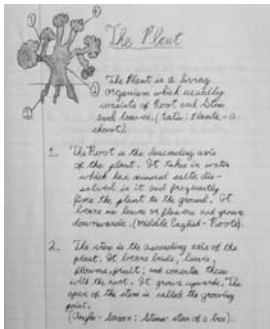 The Plant
The Plant is a living
organism which usually
consists of Root and Stem
and leaves. (Latin: Planta - a
shoot)
1. The Root is the descending axis
of the plant. It takes in water
which has mineral salts dis-
solved in it and frequently
fixes the plant to the ground. It
bears no leaves or flowers and grows
downwards. (Middle English - Roote).
2. The stem is the ascending axis of the
plant. It bears buds, leaves,
flowers, fruit; and connects these
with the root. It grows upwards. The
apex of the stem is called the growing
point.
(Anglo-Saxon: Stemn: stem of a tree).